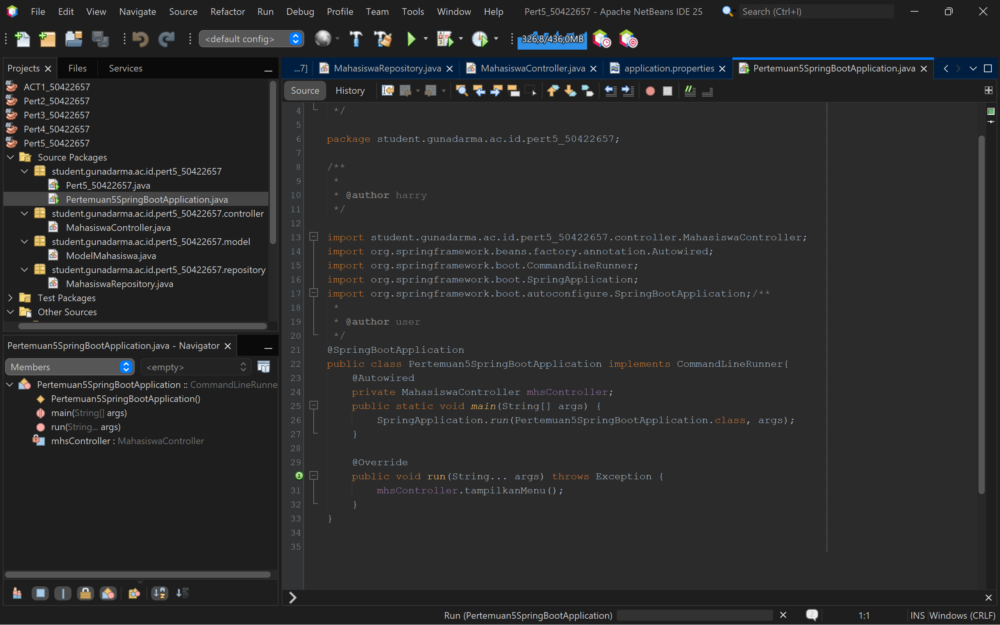 File Edit View Navigate Source Refactor Run Debug Profile Team Tools Window Help Pert5_50422657 - Apache NetBeans IDE 25 Search (Ctrl+I)
<default config> 326,8/436,0MB
Projects Files Services
...7] MahasiswaRepository.java MahasiswaController.java application.properties Pertemuan5SpringBootApplication.java
Source History
ACT1_50422657
Pert2_50422657
Pert3_50422657
Pert4_50422657
Pert5_50422657
Source Packages
student.gunadarma.ac.id.pert5_50422657
Pert5_50422657.java
Pertemuan5SpringBootApplication.java
student.gunadarma.ac.id.pert5_50422657.controller
MahasiswaController.java
student.gunadarma.ac.id.pert5_50422657.model
ModelMahasiswa.java
student.gunadarma.ac.id.pert5_50422657.repository
MahasiswaRepository.java
Test Packages
Other Sources
Pertemuan5SpringBootApplication.java - Navigator
Members <empty>
Pertemuan5SpringBootApplication :: CommandLineRunne
Pertemuan5SpringBootApplication()
main(String[] args)
run(String... args)
mhsController : MahasiswaController
4 */
5
6 package student.gunadarma.ac.id.pert5_50422657;
7
8 /**
9 *
10 * @author harry
11 */
12
13 import student.gunadarma.ac.id.pert5_50422657.controller.MahasiswaController;
14 import org.springframework.beans.factory.annotation.Autowired;
15 import org.springframework.boot.CommandLineRunner;
16 import org.springframework.boot.SpringApplication;
17 import org.springframework.boot.autoconfigure.SpringBootApplication;/**
18 *
19 * @author user
20 */
21 @SpringBootApplication
22 public class Pertemuan5SpringBootApplication implements CommandLineRunner{
23 @Autowired
24 private MahasiswaController mhsController;
25 public static void main(String[] args) {
26 SpringApplication.run(Pertemuan5SpringBootApplication.class, args);
27 }
28
29 @Override
public void run(String... args) throws Exception {
31 mhsController.tampilkanMenu();
32 }
33 }
34
35
Run (Pertemuan5SpringBootApplication) 2 1:1 INS Windows (CRLF)